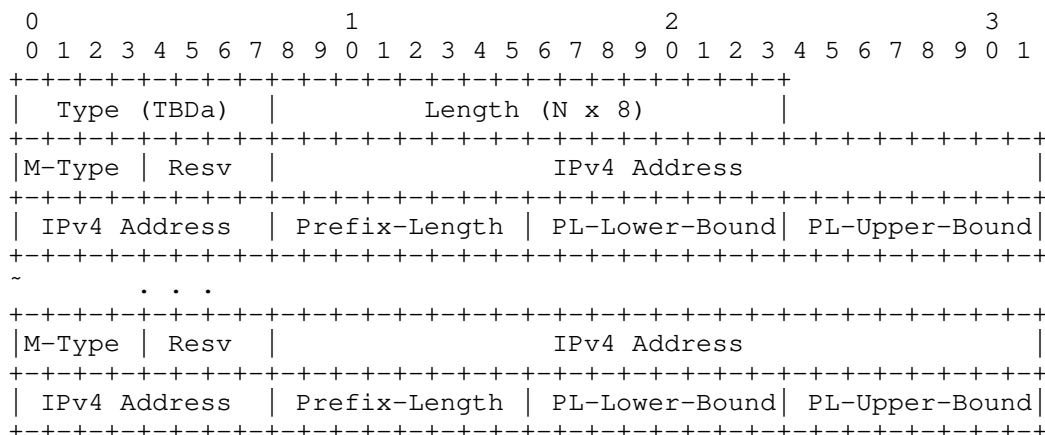 0                   1                   2                   3
 0 1 2 3 4 5 6 7 8 9 0 1 2 3 4 5 6 7 8 9 0 1 2 3 4 5 6 7 8 9 0 1
+-+-+-+-+-+-+-+-+-+-+-+-+-+-+-+-+-+-+-+-+-+-+-+-+
|  Type (TBDa)  |         Length (N x 8)        |
+-+-+-+-+-+-+-+-+-+-+-+-+-+-+-+-+-+-+-+-+-+-+-+-+-+-+-+-+-+-+-+-+
|M-Type | Resv  |                 IPv4 Address                  |
+-+-+-+-+-+-+-+-+-+-+-+-+-+-+-+-+-+-+-+-+-+-+-+-+-+-+-+-+-+-+-+-+
| IPv4 Address  | Prefix-Length | PL-Lower-Bound| PL-Upper-Bound|
+-+-+-+-+-+-+-+-+-+-+-+-+-+-+-+-+-+-+-+-+-+-+-+-+-+-+-+-+-+-+-+-+
~       . . .
+-+-+-+-+-+-+-+-+-+-+-+-+-+-+-+-+-+-+-+-+-+-+-+-+-+-+-+-+-+-+-+-+
|M-Type | Resv  |                 IPv4 Address                  |
+-+-+-+-+-+-+-+-+-+-+-+-+-+-+-+-+-+-+-+-+-+-+-+-+-+-+-+-+-+-+-+-+
| IPv4 Address  | Prefix-Length | PL-Lower-Bound| PL-Upper-Bound|
+-+-+-+-+-+-+-+-+-+-+-+-+-+-+-+-+-+-+-+-+-+-+-+-+-+-+-+-+-+-+-+-+